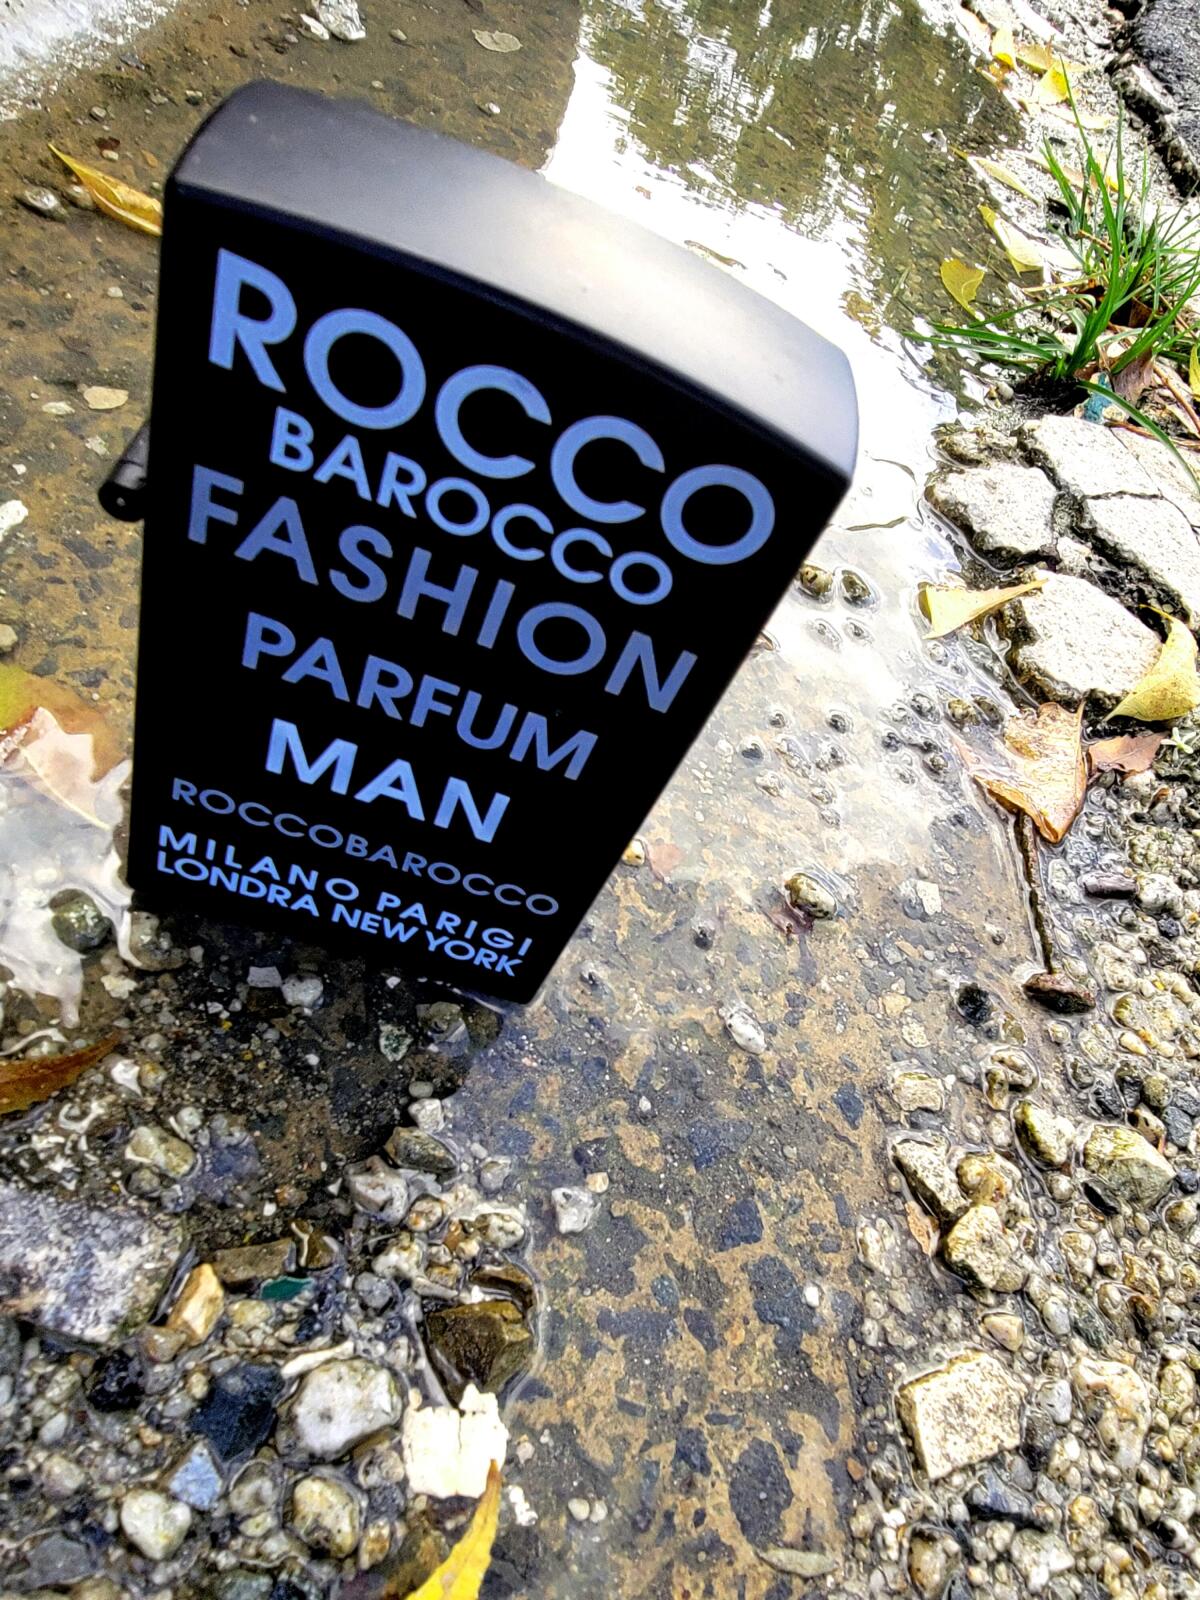 ROCCO
BAROCCO
FASHION
PARFUM
MAN
ROCCOBAROCCO
MILANO PARIGI
LONDRA NEW YORK